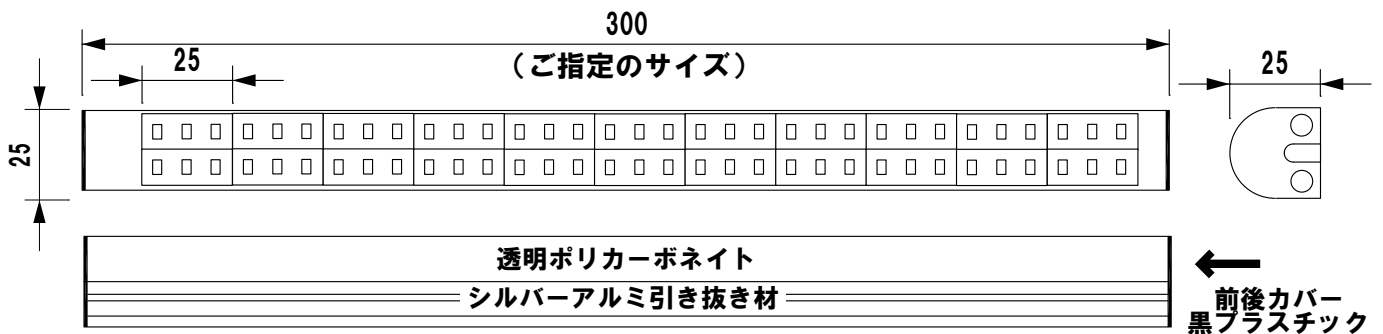 300
(ご指定のサイズ)
25
25
25
透明ポリカーボネイト
シルバーアルミ引き抜き材
前後カバー
黒プラスチック